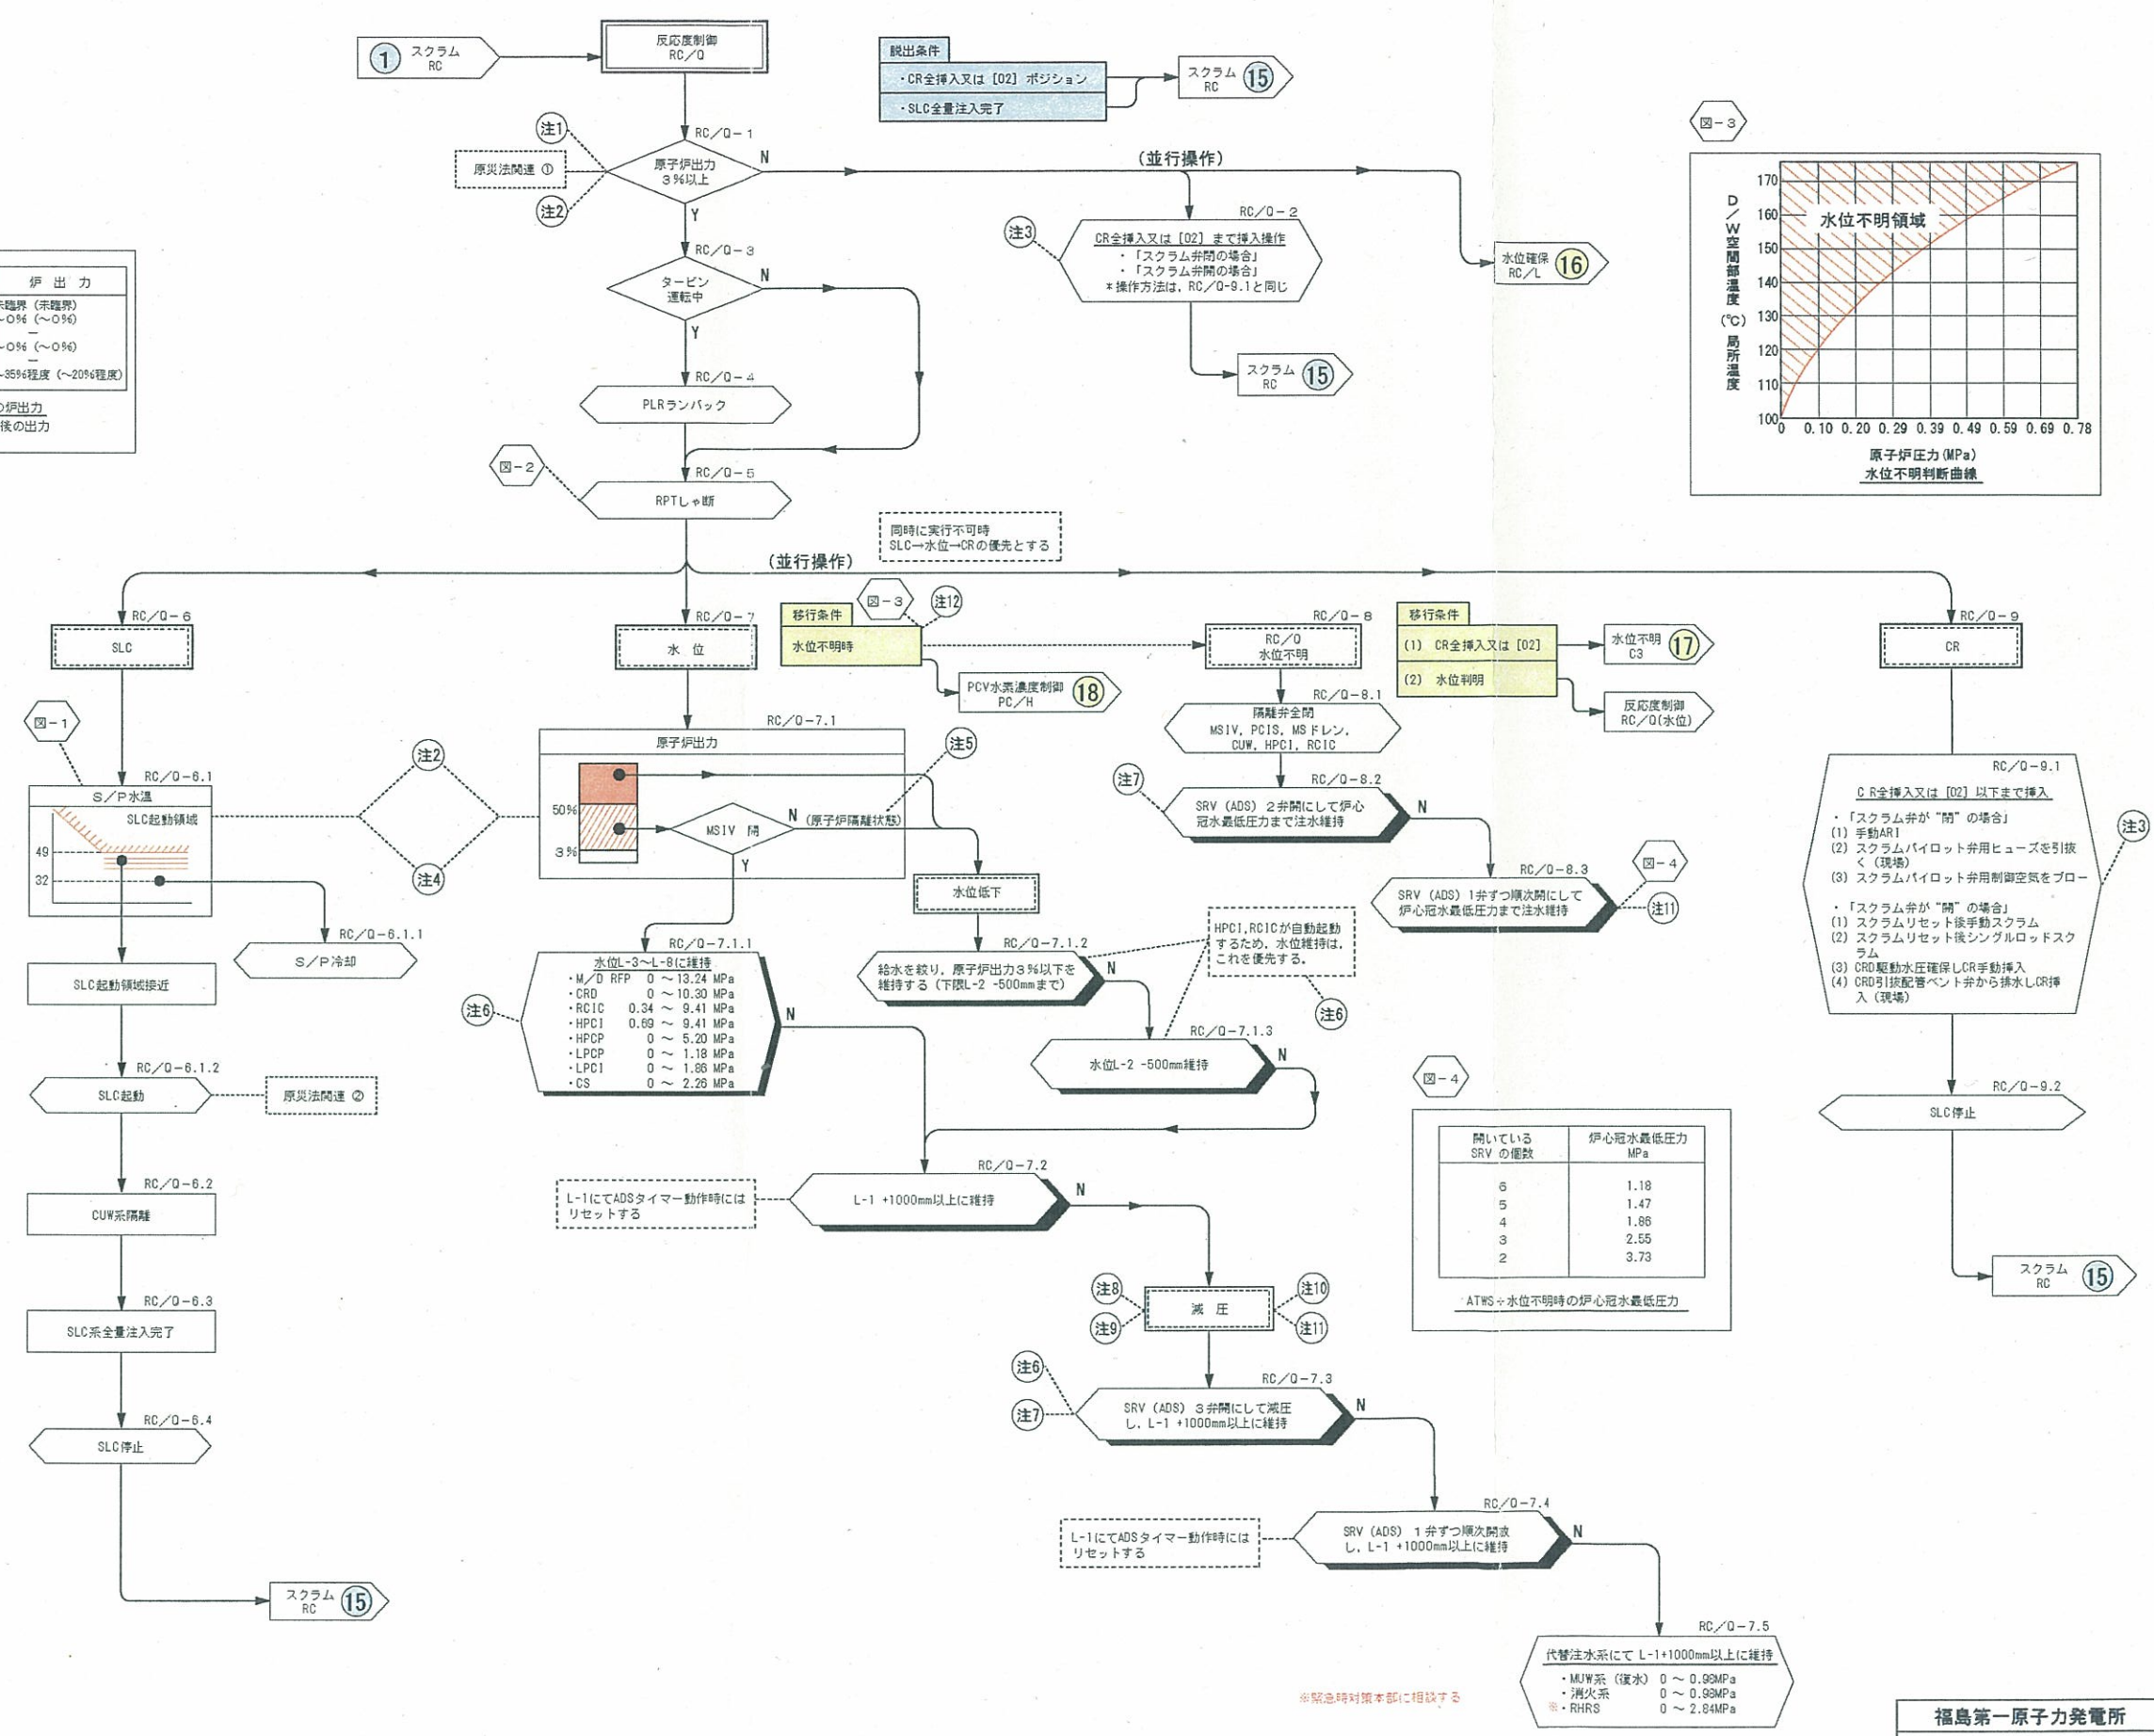 1 スクラム
RC
反応度制御
RC/Q
脱出条件
・CR全挿入又は [02] ポジション
・SLC全量注入完了
スクラム
RC 15
注1
原災法関連 ①
注2
RC/Q-1
原子炉出力
3%以上
N
Y
(並行操作)
RC/Q-2
注3
CR全挿入又は [02] まで挿入操作
・「スクラム弁閉の場合」
・「スクラム弁開の場合」
*操作方法は,RC/Q-9.1と同じ
スクラム
RC 15
水位確保
RC/L 16
図-3
D/W空間部温度(℃)局所温度
170
160
150
140
130
120
110
100
水位不明領域
0 0.10 0.20 0.29 0.39 0.49 0.59 0.69 0.78
原子炉圧力(MPa)
水位不明判断曲線
炉 出 力
未臨界(未臨界)
~0%(~0%)
—
~0%(~0%)
—
~35%程度(~20%程度)
の炉出力
後の出力
RC/Q-3
タービン
運転中
N
Y
RC/Q-4
PLRランバック
図-2
RC/Q-5
RPTしゃ断
同時に実行不可時
SLC→水位→CRの優先とする
(並行操作)
RC/Q-6
SLC
図-1
RC/Q-6.1
S/P水温
SLC起動領域
49
32
RC/Q-6.1.1
S/P冷却
SLC起動領域接近
RC/Q-6.1.2
SLC起動
原災法関連 ②
RC/Q-6.2
CUW系隔離
RC/Q-6.3
SLC系全量注入完了
RC/Q-6.4
SLC停止
スクラム
RC 15
注2
注4
RC/Q-7
水 位
移行条件
水位不明時
図-3
注12
PCV水素濃度制御
PC/H 18
RC/Q-7.1
原子炉出力
50%
3%
MSIV 開
N (原子炉隔離状態)
Y
注5
水位低下
RC/Q-7.1.1
注6
水位L-3~L-8に維持
・M/D RFP 0 ~ 13.24 MPa
・CRD 0 ~ 10.30 MPa
・RCIC 0.34 ~ 9.41 MPa
・HPCI 0.69 ~ 9.41 MPa
・HPCP 0 ~ 5.20 MPa
・LPCP 0 ~ 1.18 MPa
・LPCI 0 ~ 1.86 MPa
・CS 0 ~ 2.26 MPa
N
RC/Q-7.1.2
給水を絞り,原子炉出力3%以下を
維持する(下限L-2 -500mmまで)
N
HPCI,RCICが自動起動
するため,水位維持は,
これを優先する。
注6
RC/Q-7.1.3
水位L-2 -500mm維持
N
RC/Q-7.2
L-1にてADSタイマー動作時には
リセットする
L-1 +1000mm以上に維持
N
注8
注9
減 圧
注10
注11
RC/Q-7.3
注6
注7
SRV(ADS)3弁開にして減圧
し,L-1 +1000mm以上に維持
N
RC/Q-7.4
L-1にてADSタイマー動作時には
リセットする
SRV(ADS) 1弁ずつ順次開放
し,L-1 +1000mm以上に維持
N
RC/Q-7.5
代替注水系にて L-1+1000mm以上に維持
・MUW系(復水) 0 ~ 0.98MPa
・消火系 0 ~ 0.98MPa
※・RHRS 0 ~ 2.84MPa
※緊急時対策本部に相談する
RC/Q-8
RC/Q
水位不明
移行条件
(1) CR全挿入又は [02]
(2) 水位判明
水位不明
C3 17
反応度制御
RC/Q(水位)
RC/Q-8.1
隔離弁全閉
MSIV, PCIS, MSドレン,
CUW, HPCI, RCIC
RC/Q-8.2
注7
SRV(ADS)2弁開にして炉心
冠水最低圧力まで注水維持
N
RC/Q-8.3
SRV(ADS)1弁ずつ順次開にして
炉心冠水最低圧力まで注水維持
図-4
注11
図-4
開いている
SRV の個数
炉心冠水最低圧力
MPa
6 1.18
5 1.47
4 1.86
3 2.55
2 3.73
ATWS+水位不明時の炉心冠水最低圧力
RC/Q-9
CR
RC/Q-9.1
CR全挿入又は [02] 以下まで挿入
・「スクラム弁が“閉”の場合」
(1) 手動ARI
(2) スクラムパイロット弁用ヒューズを引抜
く(現場)
(3) スクラムパイロット弁用制御空気をブロー
・「スクラム弁が“開”の場合」
(1) スクラムリセット後手動スクラム
(2) スクラムリセット後シングルロッドスク
ラム
(3) CRD駆動水圧確保しCR手動挿入
(4) CRD引抜配管ベント弁から排水しCR挿
入(現場)
注3
RC/Q-9.2
SLC停止
スクラム
RC 15
福島第一原子力発電所